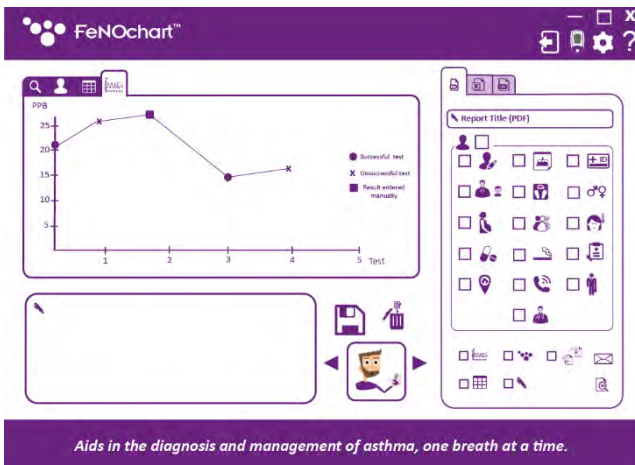 FeNOchart™
PPB
25
20
15
10
5
1
2
3
4
5
Test
Successful test
x Unsuccessful test
Result entered
manually
Report Title (PDF)
+ ID
Aids in the diagnosis and management of asthma, one breath at a time.